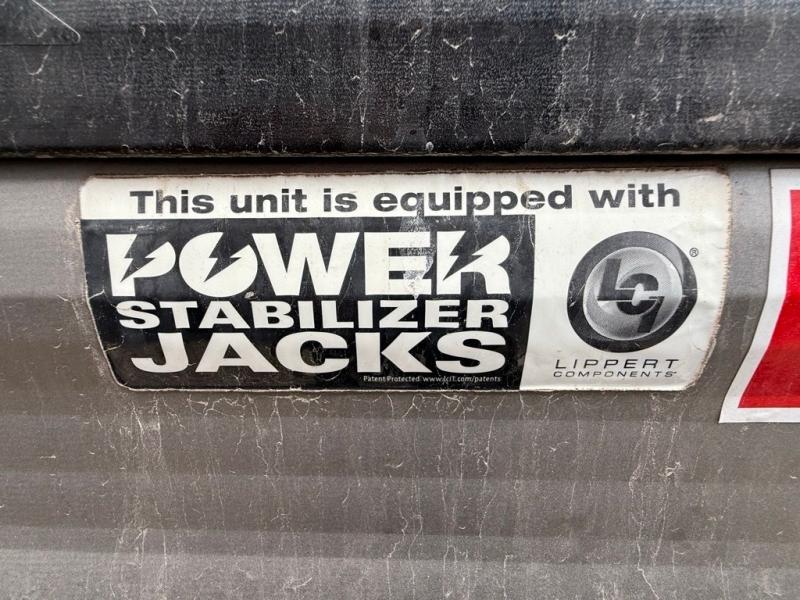 This unit is equipped with
POWER
STABILIZER
JACKS
Patent Protected www.lci1.com/patents
LCI
®
LIPPERT
COMPONENTS